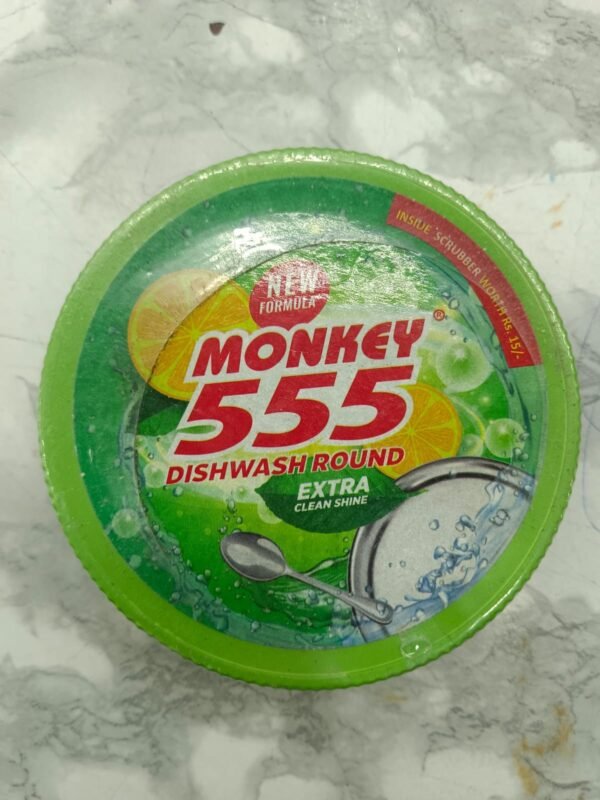 INSIDE SCRUBBER WORTH RS. 15/-
NEW
FORMULA
MONKEY®
555
DISHWASH ROUND
EXTRA
CLEAN SHINE